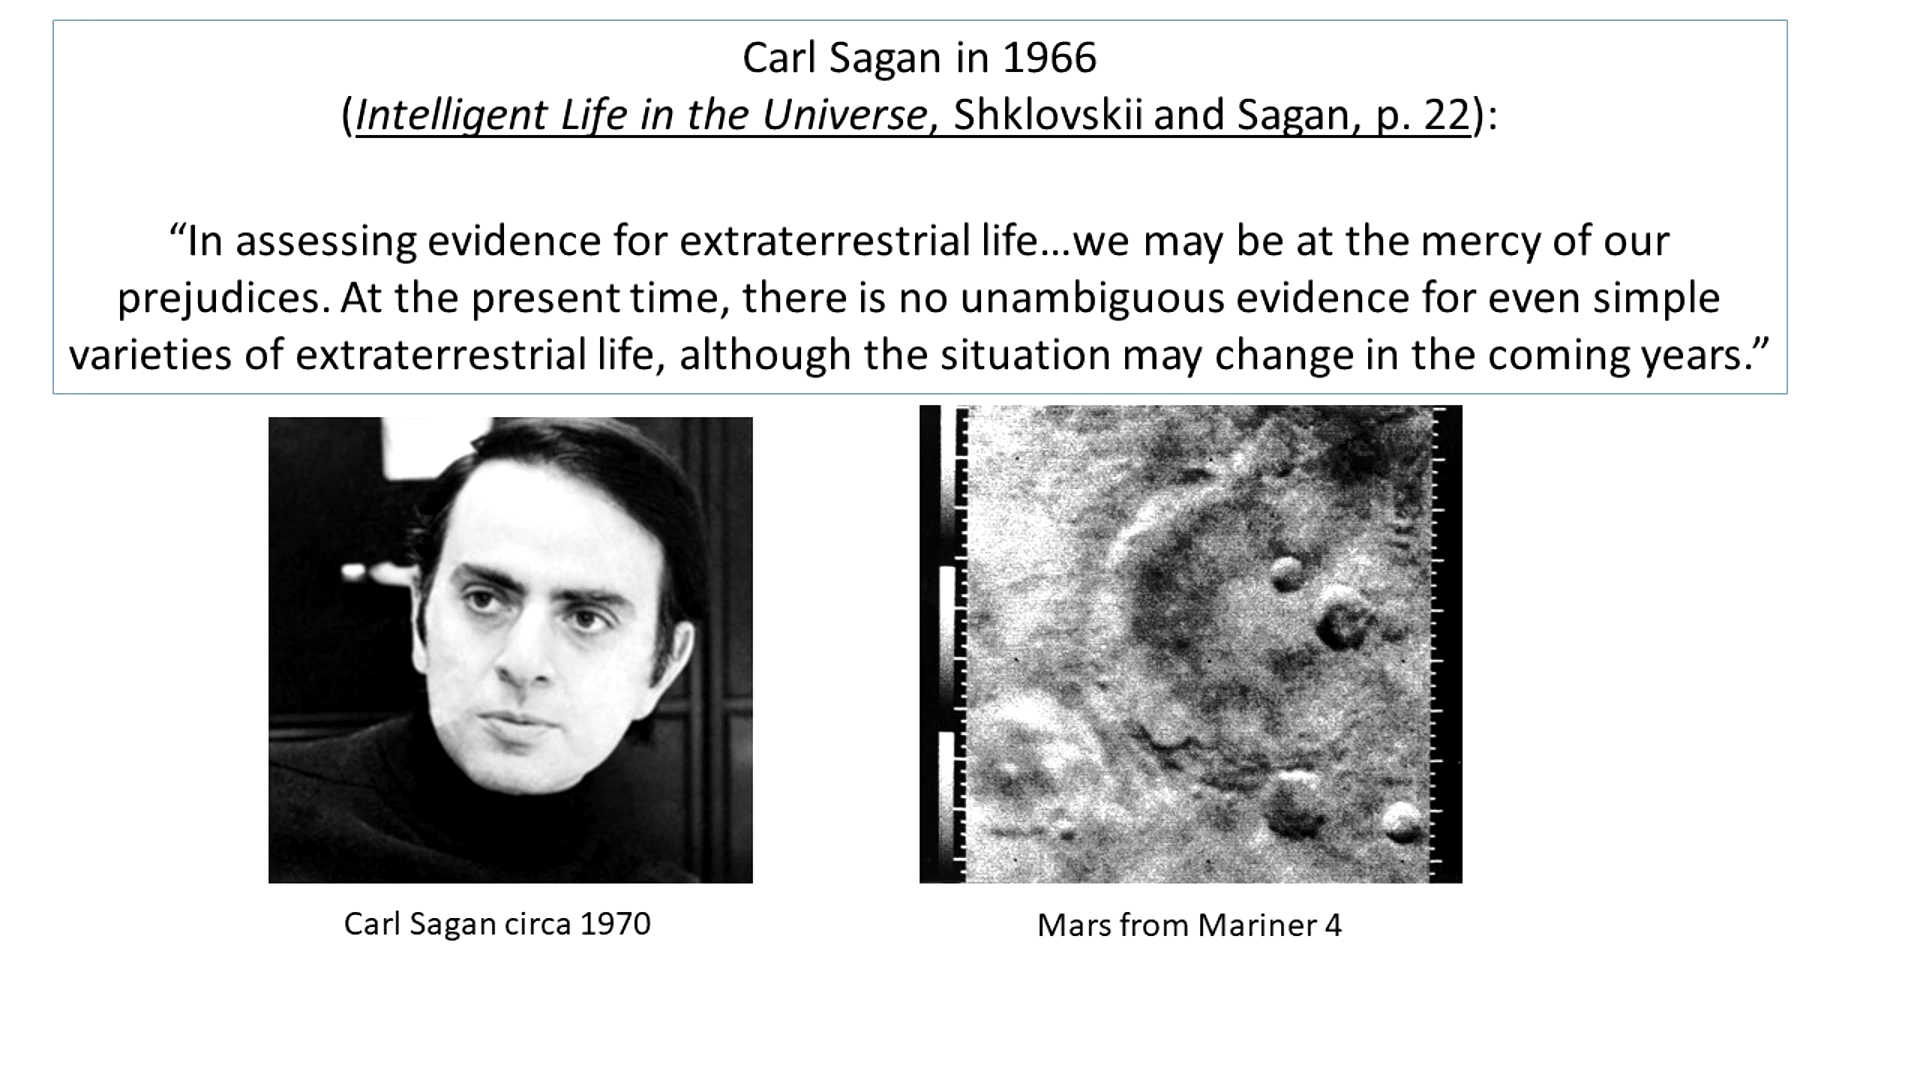 Carl Sagan in 1966
(Intelligent Life in the Universe, Shklovskii and Sagan, p. 22):
“In assessing evidence for extraterrestrial life...we may be at the mercy of our
prejudices. At the present time, there is no unambiguous evidence for even simple
varieties of extraterrestrial life, although the situation may change in the coming years.”
Carl Sagan circa 1970
Mars from Mariner 4